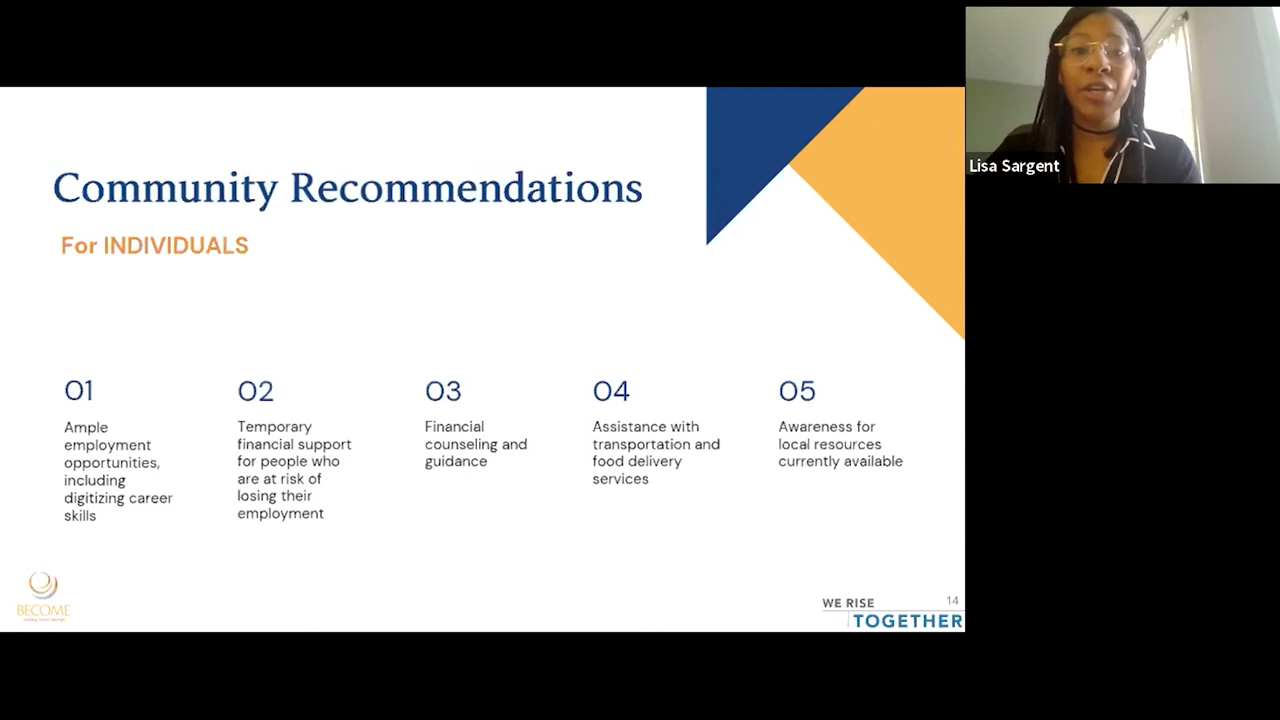 Community Recommendations
For INDIVIDUALS
01
Ample
employment
opportunities,
including
digitizing career
skills
02
Temporary
financial support
for people who
are at risk of
losing their
employment
03
Financial
counseling and
guidance
04
Assistance with
transportation and
food delivery
services
05
Awareness for
local resources
currently available
BECOME
WE RISE
TOGETHER
14
Lisa Sargent